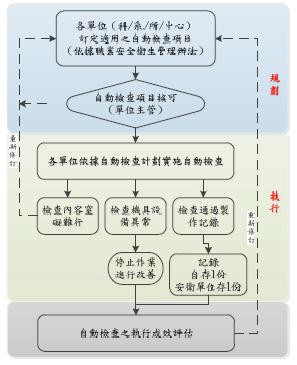 各單位（科/系/所/中心）
訂定適用之自動檢查項目
（依據職業安全衛生管理辦法）
規劃
自動檢查項目核可
（單位主管）
重新修訂
各單位依據自動檢查計劃實施自動檢查
執行
檢查內容窒
礙難行
檢查機具設
備異常
檢查通過製
作記錄
重新修訂
停止作業
進行改善
記錄
自存1份
安衛單位存1份
自動檢查之執行成效評估